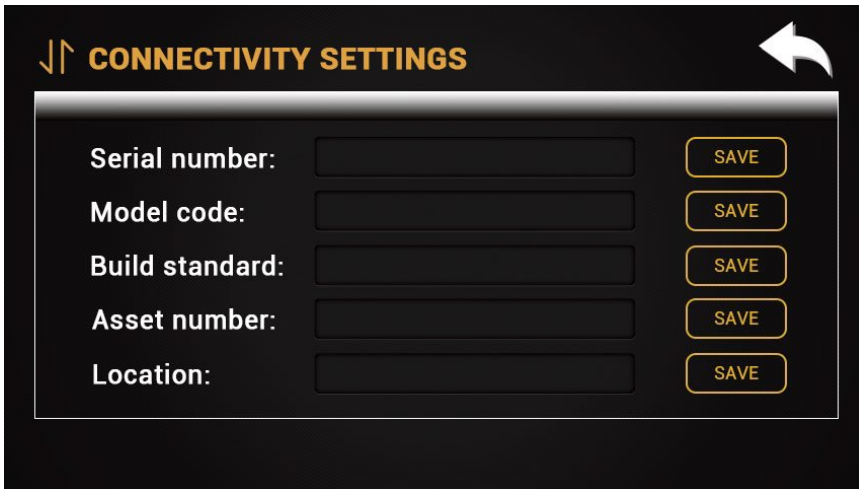 CONNECTIVITY SETTINGS
Serial number: SAVE
Model code: SAVE
Build standard: SAVE
Asset number: SAVE
Location: SAVE